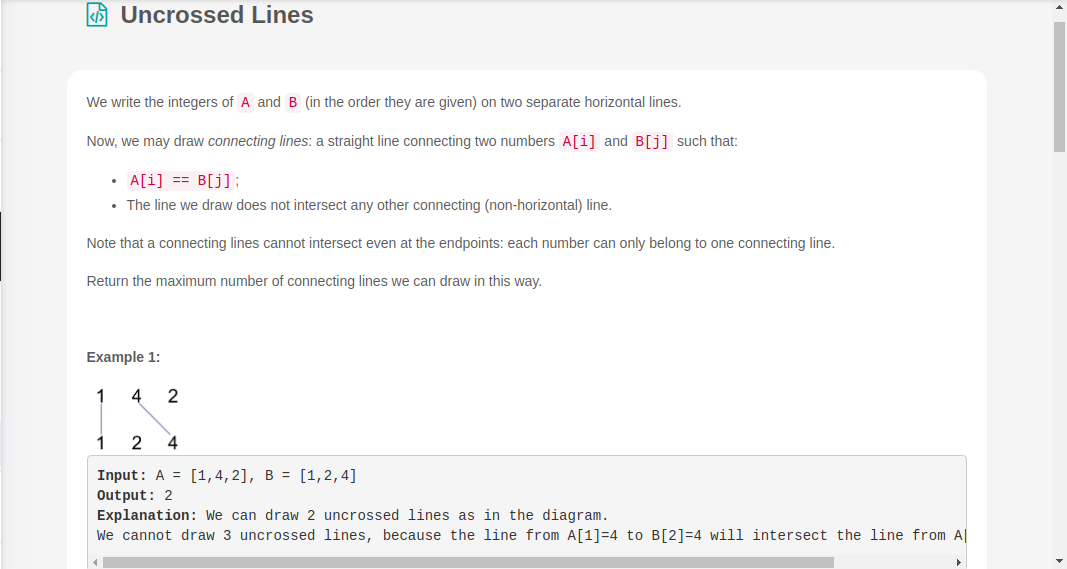 Uncrossed Lines
We write the integers of A and B (in the order they are given) on two separate horizontal lines.
Now, we may draw connecting lines: a straight line connecting two numbers A[i] and B[j] such that:
• A[i] == B[j];
• The line we draw does not intersect any other connecting (non-horizontal) line.
Note that a connecting lines cannot intersect even at the endpoints: each number can only belong to one connecting line.
Return the maximum number of connecting lines we can draw in this way.
Example 1:
1 4 2
1 2 4
Input: A = [1,4,2], B = [1,2,4]
Output: 2
Explanation: We can draw 2 uncrossed lines as in the diagram.
We cannot draw 3 uncrossed lines, because the line from A[1]=4 to B[2]=4 will intersect the line from A[